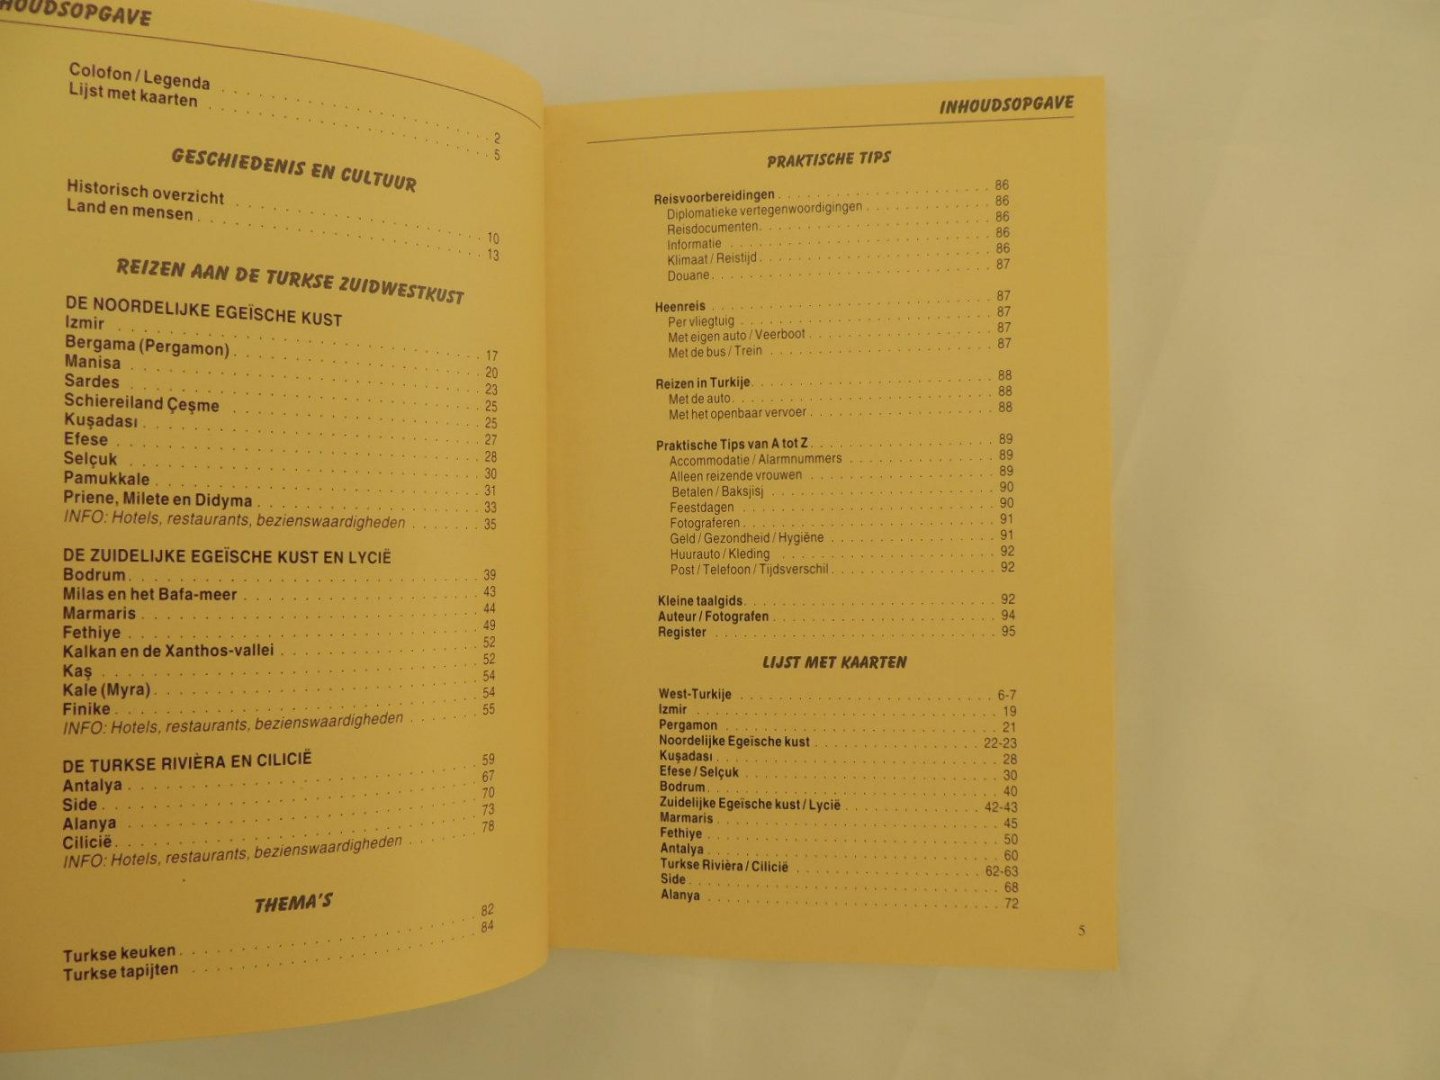 HOUDSOPGAVE
Colofon / Legenda . . . . . . . . . . 2
Lijst met kaarten . . . . . . . . . . 5
GESCHIEDENIS EN CULTUUR
Historisch overzicht . . . . . . . . . . 10
Land en mensen . . . . . . . . . . 13
REIZEN AAN DE TURKSE ZUIDWESTKUST
DE NOORDELIJKE EGEÏSCHE KUST
Izmir . . . . . . . . . . 17
Bergama (Pergamon) . . . . . . . . . . 20
Manisa . . . . . . . . . . 23
Sardes . . . . . . . . . . 25
Schiereiland Çeşme . . . . . . . . . . 25
Kuşadası . . . . . . . . . . 27
Efese . . . . . . . . . . 28
Selçuk . . . . . . . . . . 30
Pamukkale . . . . . . . . . . 31
Priene, Milete en Didyma . . . . . . . . . . 33
INFO: Hotels, restaurants, bezienswaardigheden . . . . . . 35
DE ZUIDELIJKE EGEÏSCHE KUST EN LYCIË
Bodrum . . . . . . . . . . 39
Milas en het Bafa-meer . . . . . . . . . . 43
Marmaris . . . . . . . . . . 44
Fethiye . . . . . . . . . . 49
Kalkan en de Xanthos-vallei . . . . . . . . . . 52
Kaş . . . . . . . . . . 52
Kale (Myra) . . . . . . . . . . 54
Finike . . . . . . . . . . 54
INFO: Hotels, restaurants, bezienswaardigheden . . . . . . 55
DE TURKSE RIVIÈRA EN CILICIË
Antalya . . . . . . . . . . 59
Side . . . . . . . . . . 67
Alanya . . . . . . . . . . 70
Cilicië . . . . . . . . . . 73
INFO: Hotels, restaurants, bezienswaardigheden . . . . . . 78
THEMA'S
Turkse keuken . . . . . . . . . . 82
Turkse tapijten . . . . . . . . . . 84
INHOUDSOPGAVE
PRAKTISCHE TIPS
Reisvoorbereidingen . . . . . . . . . . 86
Diplomatieke vertegenwoordigingen . . . . . . . . . . 86
Reisdocumenten . . . . . . . . . . 86
Informatie . . . . . . . . . . 86
Klimaat / Reistijd . . . . . . . . . . 86
Douane . . . . . . . . . . 87
Heenreis . . . . . . . . . . 87
Per vliegtuig . . . . . . . . . . 87
Met eigen auto / Veerboot . . . . . . . . . . 87
Met de bus / Trein . . . . . . . . . . 87
Reizen in Turkije . . . . . . . . . . 88
Met de auto . . . . . . . . . . 88
Met het openbaar vervoer . . . . . . . . . . 88
Praktische Tips van A tot Z . . . . . . . . . . 89
Accommodatie / Alarmnummers . . . . . . . . . . 89
Alleen reizende vrouwen . . . . . . . . . . 89
Betalen / Baksjisj . . . . . . . . . . 90
Feestdagen . . . . . . . . . . 90
Fotograferen . . . . . . . . . . 91
Geld / Gezondheid / Hygiëne . . . . . . . . . . 91
Huurauto / Kleding . . . . . . . . . . 92
Post / Telefoon / Tijdsverschil . . . . . . . . . . 92
Kleine taalgids . . . . . . . . . . 92
Auteur / Fotografen . . . . . . . . . . 94
Register . . . . . . . . . . 95
LIJST MET KAARTEN
West-Turkije . . . . . . . . . . 6-7
Izmir . . . . . . . . . . 19
Pergamon . . . . . . . . . . 21
Noordelijke Egeïsche kust . . . . . . . . . . 22-23
Kuşadası . . . . . . . . . . 28
Efese / Selçuk . . . . . . . . . . 30
Bodrum . . . . . . . . . . 40
Zuidelijke Egeïsche kust / Lycië . . . . . . . . . . 42-43
Marmaris . . . . . . . . . . 45
Fethiye . . . . . . . . . . 50
Antalya . . . . . . . . . . 60
Turkse Rivièra / Cilicië . . . . . . . . . . 62-63
Side . . . . . . . . . . 68
Alanya . . . . . . . . . . 72
5